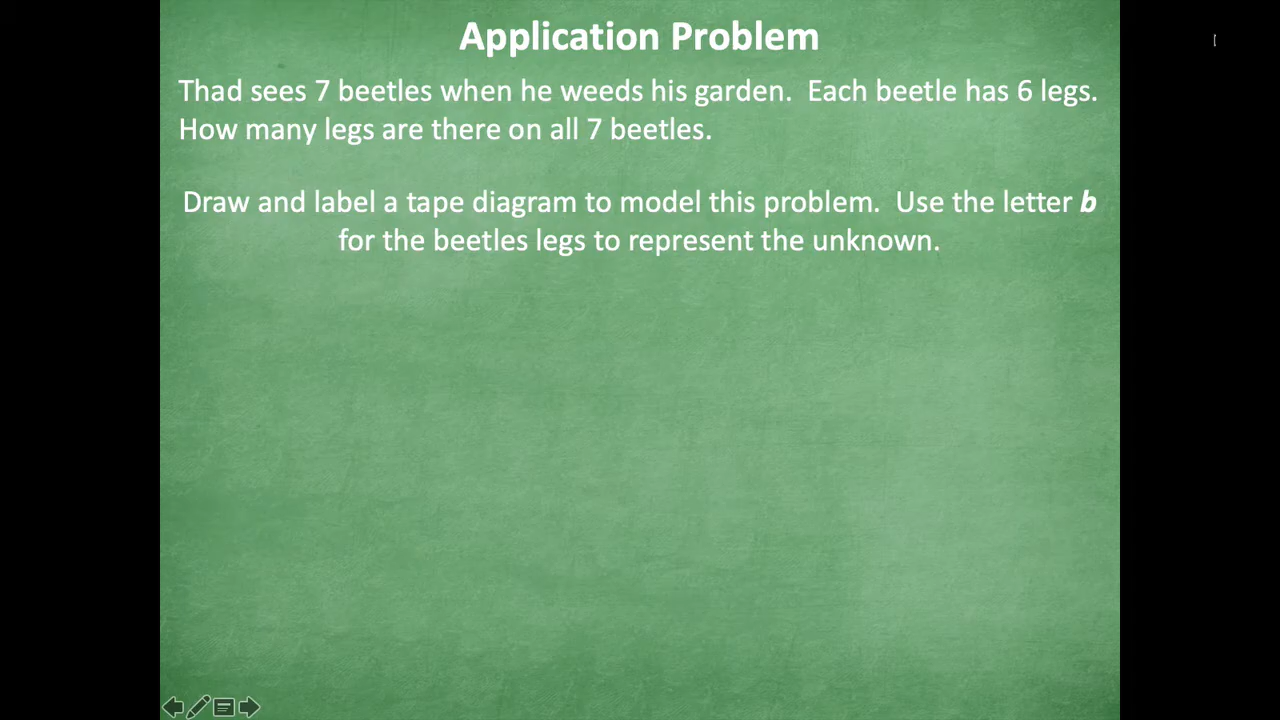 Application Problem
Thad sees 7 beetles when he weeds his garden.  Each beetle has 6 legs.
How many legs are there on all 7 beetles.
Draw and label a tape diagram to model this problem.  Use the letter b
for the beetles legs to represent the unknown.